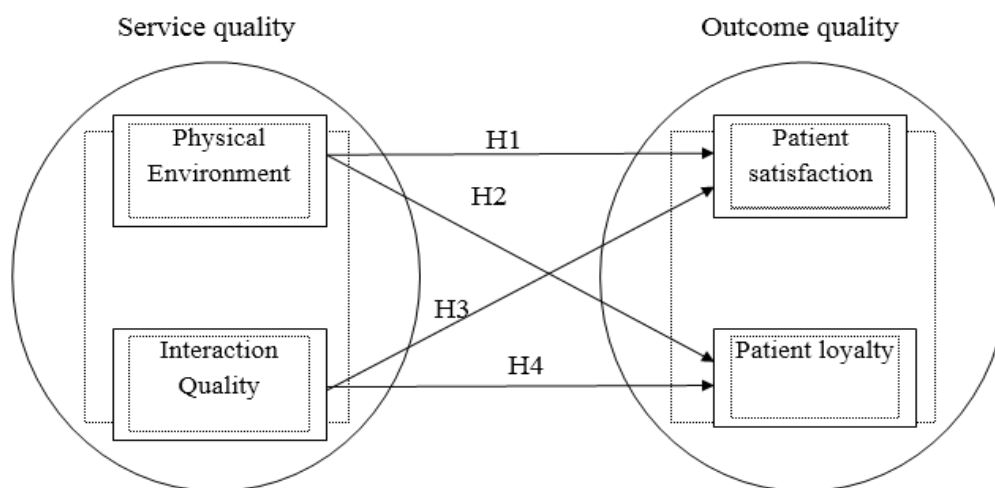 Service quality
Outcome quality
Physical
Environment
H1
Patient
satisfaction
H2
H3
Interaction
Quality
H4
Patient loyalty